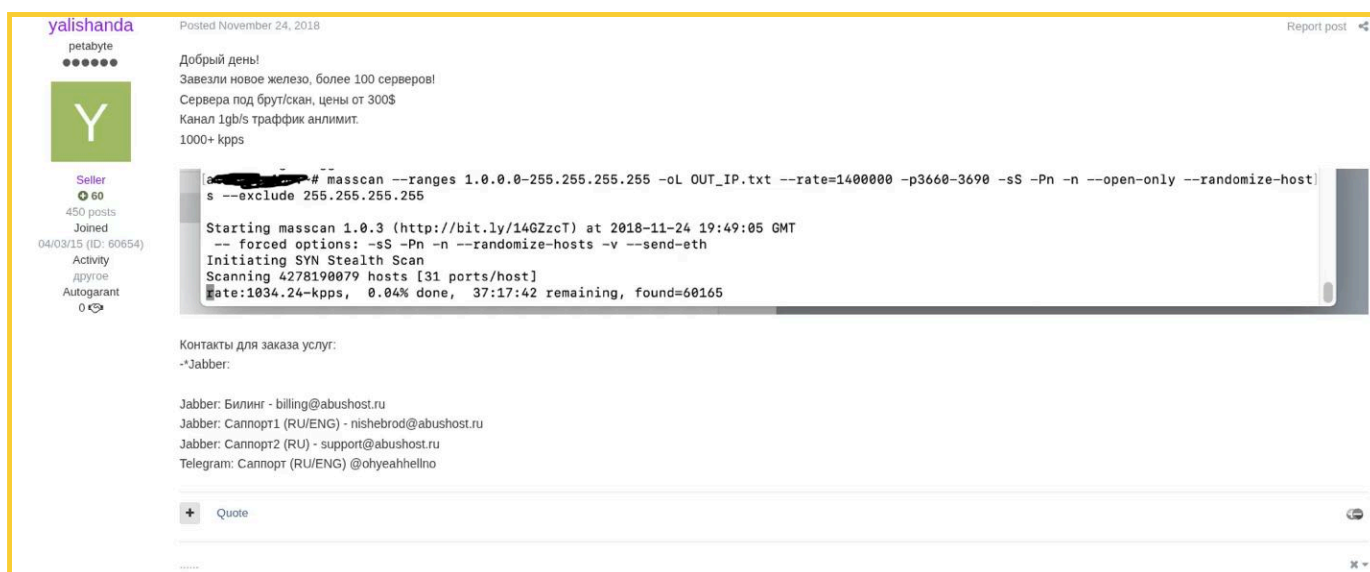 yalishanda
petabyte
Y
Seller
60
450 posts
Joined
04/03/15 (ID: 60654)
Activity
другое
Autogarant
0
Posted November 24, 2018
Report post
Добрый день!
Завезли новое железо, более 100 серверов!
Сервера под брут/скан, цены от 300$
Канал 1gb/s траффик анлимит.
1000+ kpps
# masscan --ranges 1.0.0.0-255.255.255.255 -oL OUT_IP.txt --rate=1400000 -p3660-3690 -sS -Pn -n --open-only --randomize-host
s --exclude 255.255.255.255
Starting masscan 1.0.3 (http://bit.ly/14GZzcT) at 2018-11-24 19:49:05 GMT
-- forced options: -sS -Pn -n --randomize-hosts -v --send-eth
Initiating SYN Stealth Scan
Scanning 4278190079 hosts [31 ports/host]
rate:1034.24-kpps, 0.04% done, 37:17:42 remaining, found=60165
Контакты для заказа услуг:
-*Jabber:
Jabber: Билинг - billing@abushost.ru
Jabber: Саппорт1 (RU/ENG) - nishebrod@abushost.ru
Jabber: Саппорт2 (RU) - support@abushost.ru
Telegram: Саппорт (RU/ENG) @ohyeahhellno
+ Quote
......